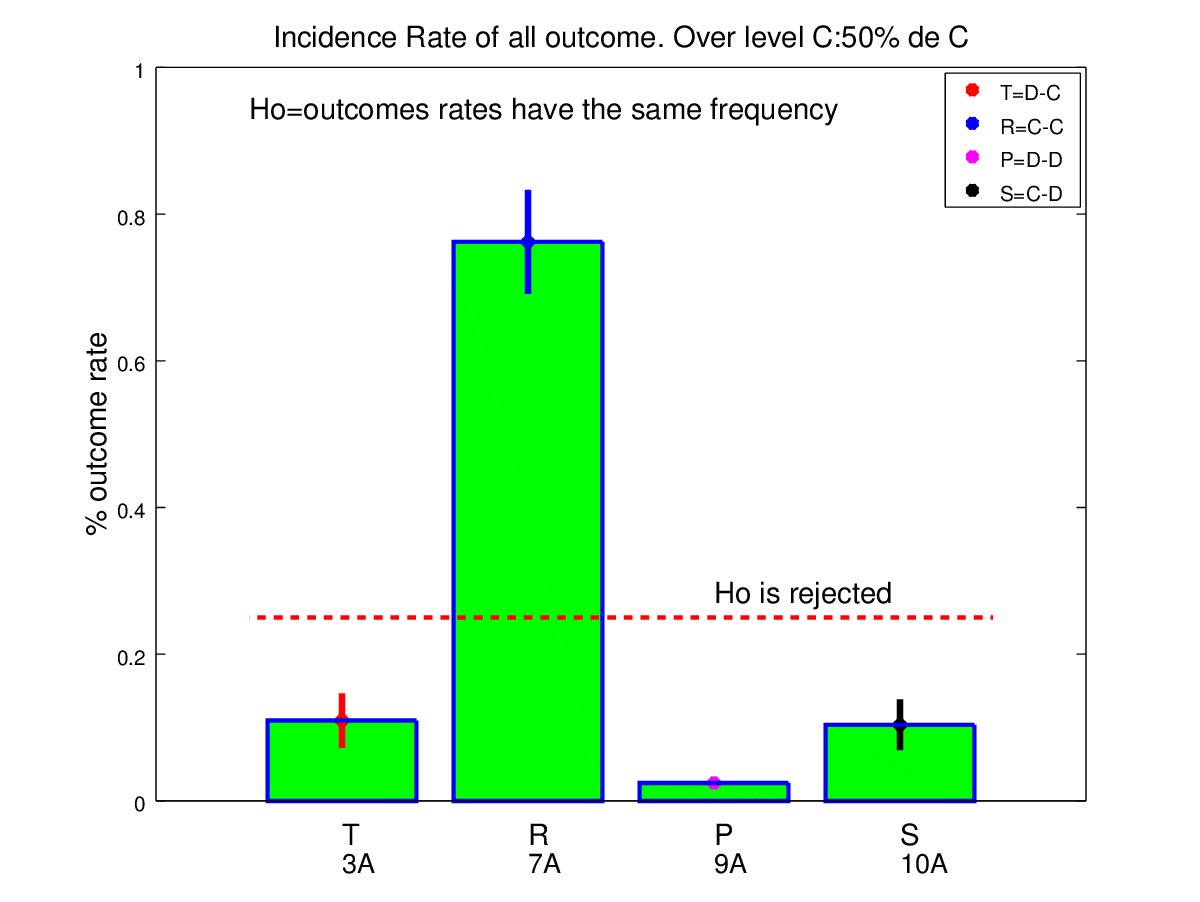 Incidence Rate of all outcome. Over level C:50% de C
Ho=outcomes rates have the same frequency
T=D-C
R=C-C
P=D-D
S=C-D
1
0.8
0.6
0.4
0.2
0
% outcome rate
Ho is rejected
T R P S
3A 7A 9A 10A